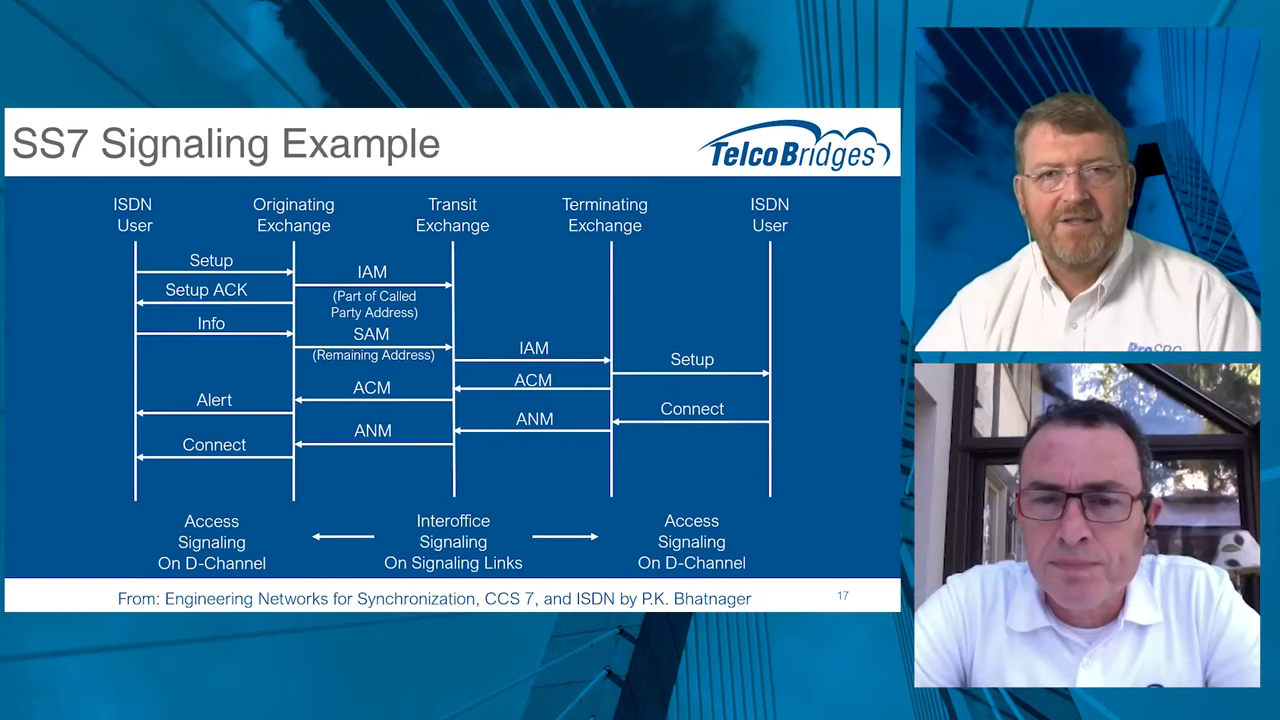 SS7 Signaling Example
TelcoBridges
ISDN
User
Originating
Exchange
Transit
Exchange
Terminating
Exchange
ISDN
User
Setup
IAM
Setup ACK
(Part of Called
Party Address)
Info
SAM
(Remaining Address)
IAM
Setup
ACM
ACM
Alert
Connect
ANM
ANM
Connect
Access
Signaling
On D-Channel
Interoffice
Signaling
On Signaling Links
Access
Signaling
On D-Channel
From: Engineering Networks for Synchronization, CCS 7, and ISDN by P.K. Bhatnager
17
ProSBC